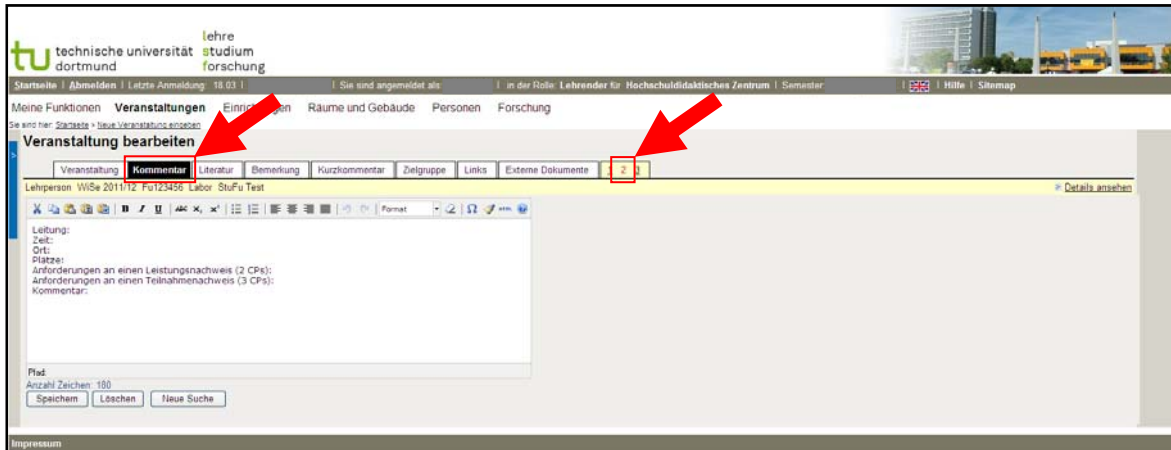 lehre
technische universität studium
dortmund forschung
Startseite | Abmelden | Letzte Anmeldung: 18.03 | | Sie sind angemeldet als: | in der Rolle: Lehrender für Hochschuldidaktisches Zentrum | Semester: | Hilfe | Sitemap
Meine Funktionen Veranstaltungen Räume und Gebäude Personen Forschung
Sie sind hier: Startseite > Neue Veranstaltung eingeben
Veranstaltung bearbeiten
Veranstaltung Kommentar Literatur Bemerkung Kurzkommentar Zielgruppe Links Externe Dokumente 1 2 3
Lehrperson WiSe 2011/12 Fu123456 Labor StuFu Test Details ansehen
Format
Leitung:
Zeit:
Ort:
Plätze:
Anforderungen an einen Leistungsnachweis (2 CPs):
Anforderungen an einen Teilnahmenachweis (3 CPs):
Kommentar:
Pfad:
Anzahl Zeichen: 180
Speichern Löschen Neue Suche
Impressum